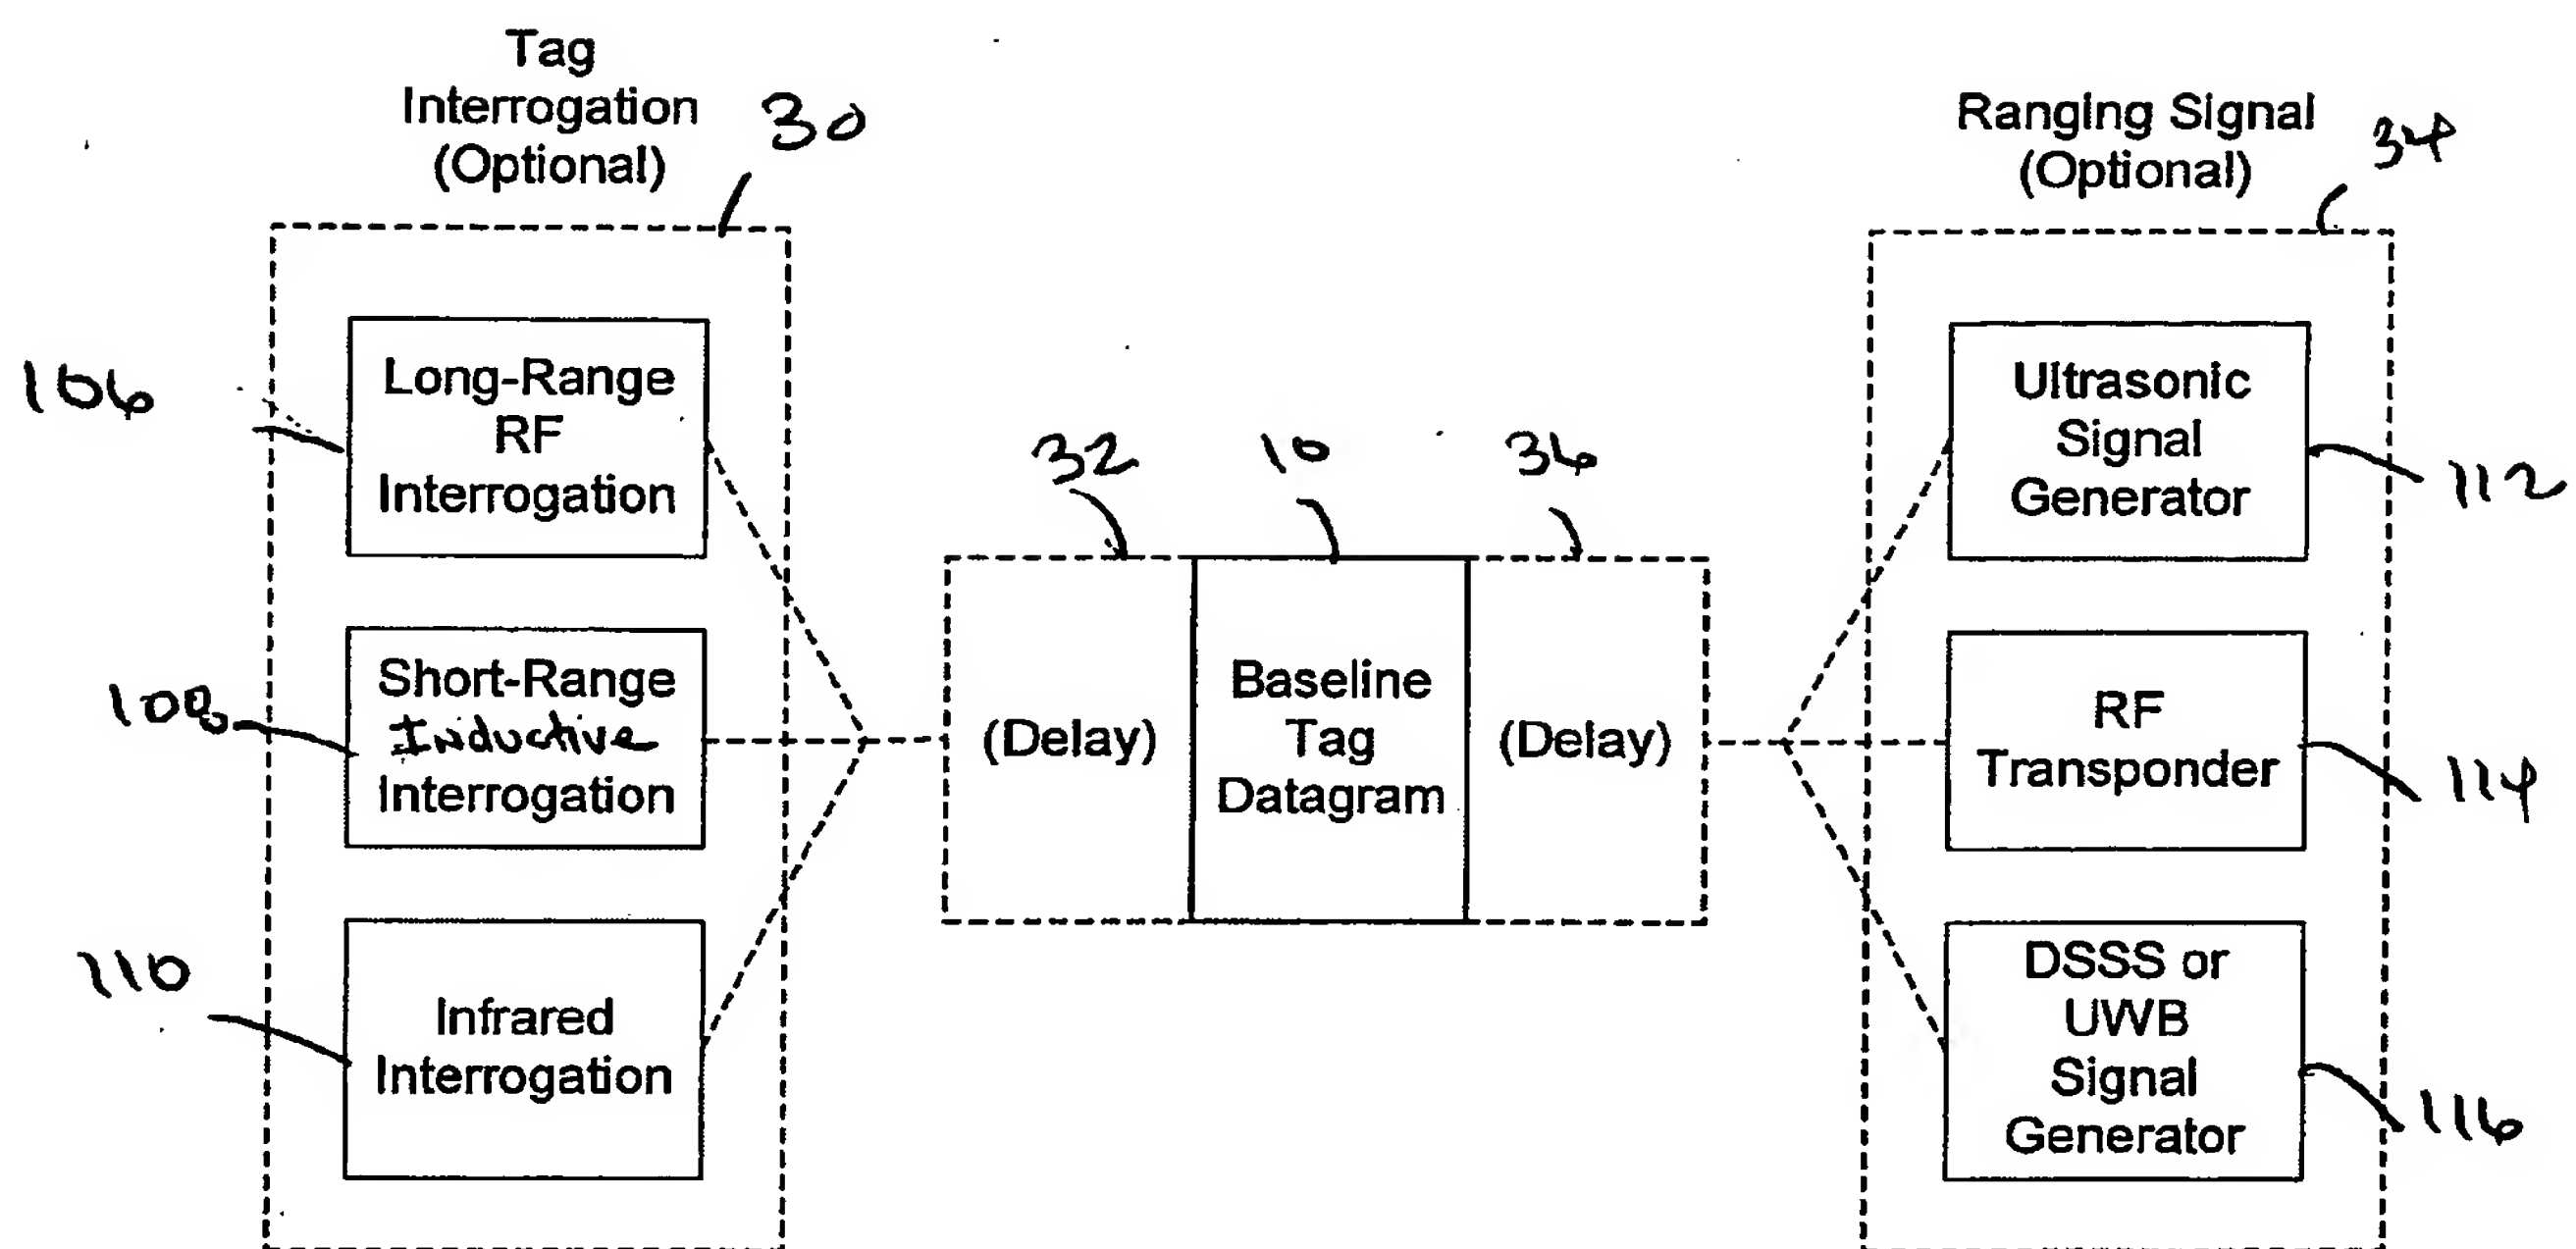 Tag
Interrogation
(Optional)
30
Long-Range
RF
Interrogation
106
Short-Range
Inductive
Interrogation
108
Infrared
Interrogation
110
32
10
36
(Delay)
Baseline
Tag
Datagram
(Delay)
Ranging Signal
(Optional)
34
Ultrasonic
Signal
Generator
112
RF
Transponder
114
DSSS or
UWB
Signal
Generator
116